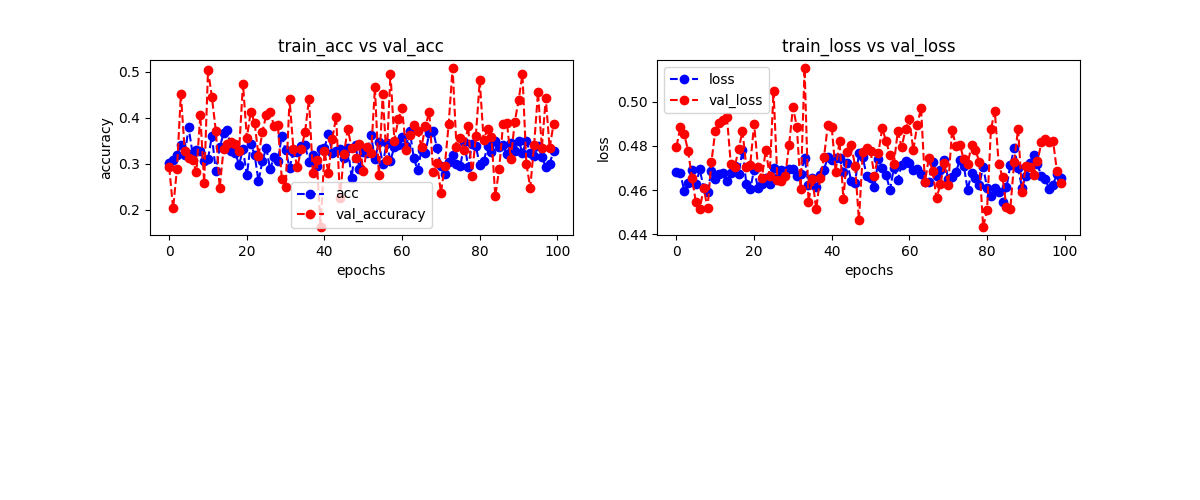 train_acc vs val_acc
accuracy
0.5
0.4
0.3
0.2
acc
val_accuracy
0 20 40 60 80 100
epochs
train_loss vs val_loss
loss
0.50
0.48
0.46
0.44
loss
val_loss
0 20 40 60 80 100
epochs